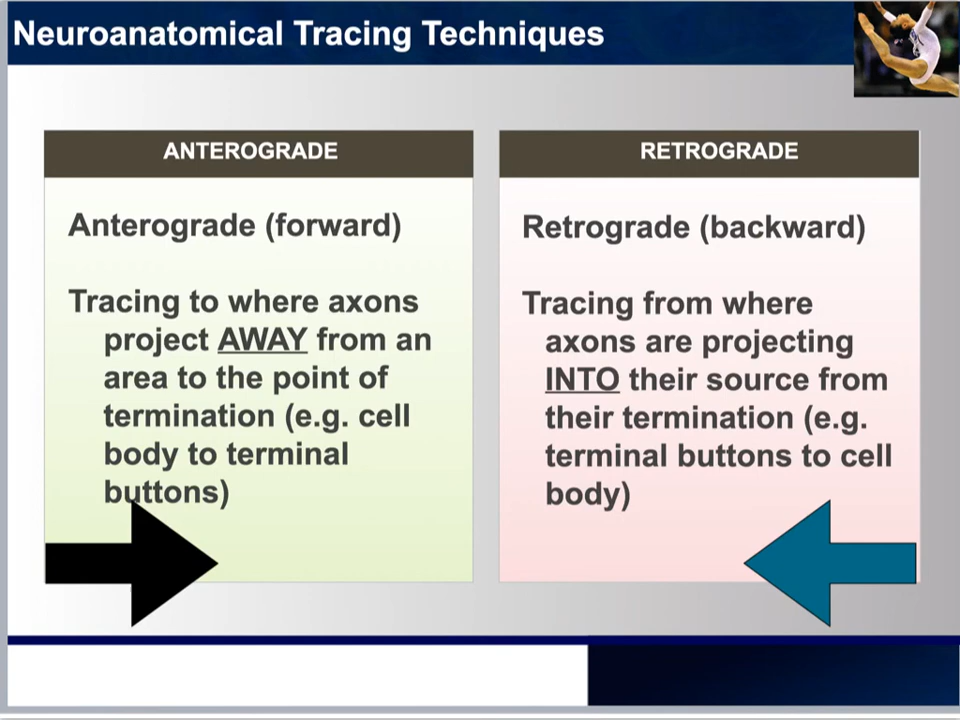 Neuroanatomical Tracing Techniques
ANTEROGRADE
Anterograde (forward)
Tracing to where axons
project AWAY from an
area to the point of
termination (e.g. cell
body to terminal
buttons)
RETROGRADE
Retrograde (backward)
Tracing from where
axons are projecting
INTO their source from
their termination (e.g.
terminal buttons to cell
body)